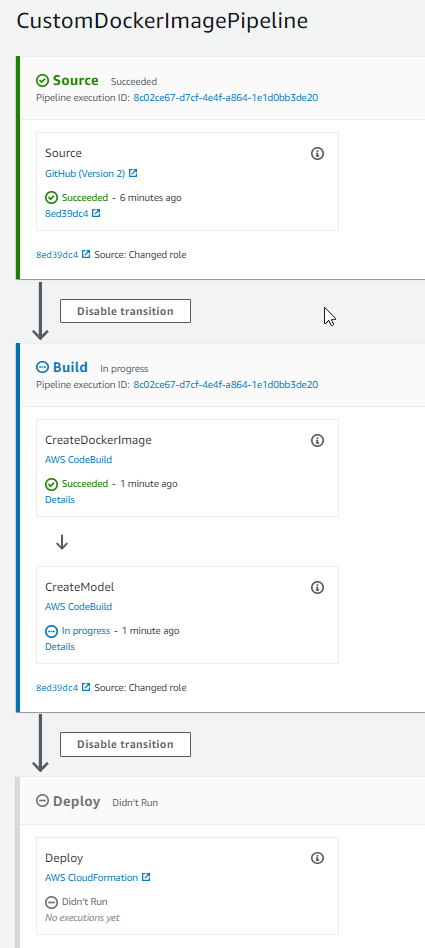 CustomDockerImagePipeline
Source Succeeded
Pipeline execution ID: 8c02ce67-d7cf-4e4f-a864-1e1d0bb3de20
Source
GitHub (Version 2)
Succeeded - 6 minutes ago
8ed39dc4
8ed39dc4 Source: Changed role
Disable transition
Build In progress
Pipeline execution ID: 8c02ce67-d7cf-4e4f-a864-1e1d0bb3de20
CreateDockerImage
AWS CodeBuild
Succeeded - 1 minute ago
Details
CreateModel
AWS CodeBuild
In progress - 1 minute ago
Details
8ed39dc4 Source: Changed role
Disable transition
Deploy Didn't Run
Deploy
AWS CloudFormation
Didn't Run
No executions yet